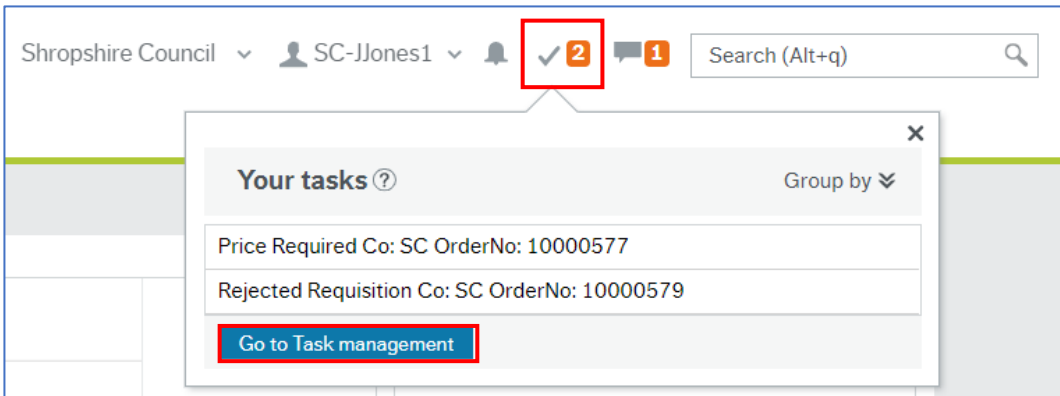 Shropshire Council SC-JJones1 2 1 Search (Alt+q)
Your tasks ? Group by
Price Required Co: SC OrderNo: 10000577
Rejected Requisition Co: SC OrderNo: 10000579
Go to Task management